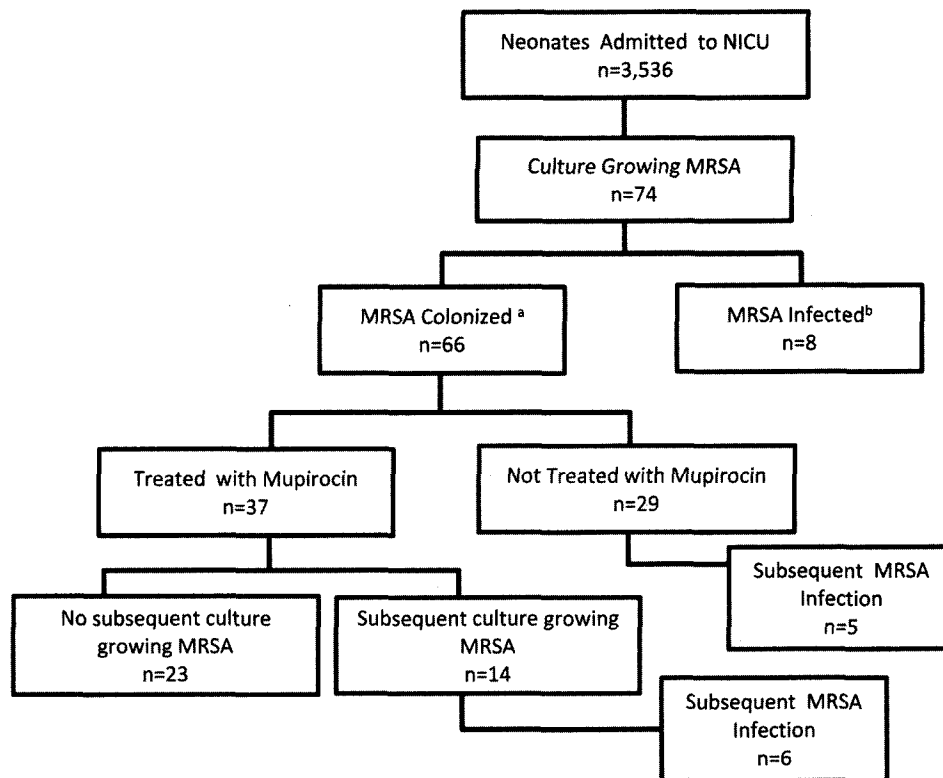 Neonates Admitted to NICU
n=3,536
Culture Growing MRSA
n=74
MRSA Colonized a
n=66
MRSA Infectedb
n=8
Treated with Mupirocin
n=37
Not Treated with Mupirocin
n=29
No subsequent culture
growing MRSA
n=23
Subsequent culture growing
MRSA
n=14
Subsequent MRSA
Infection
n=5
Subsequent MRSA
Infection
n=6